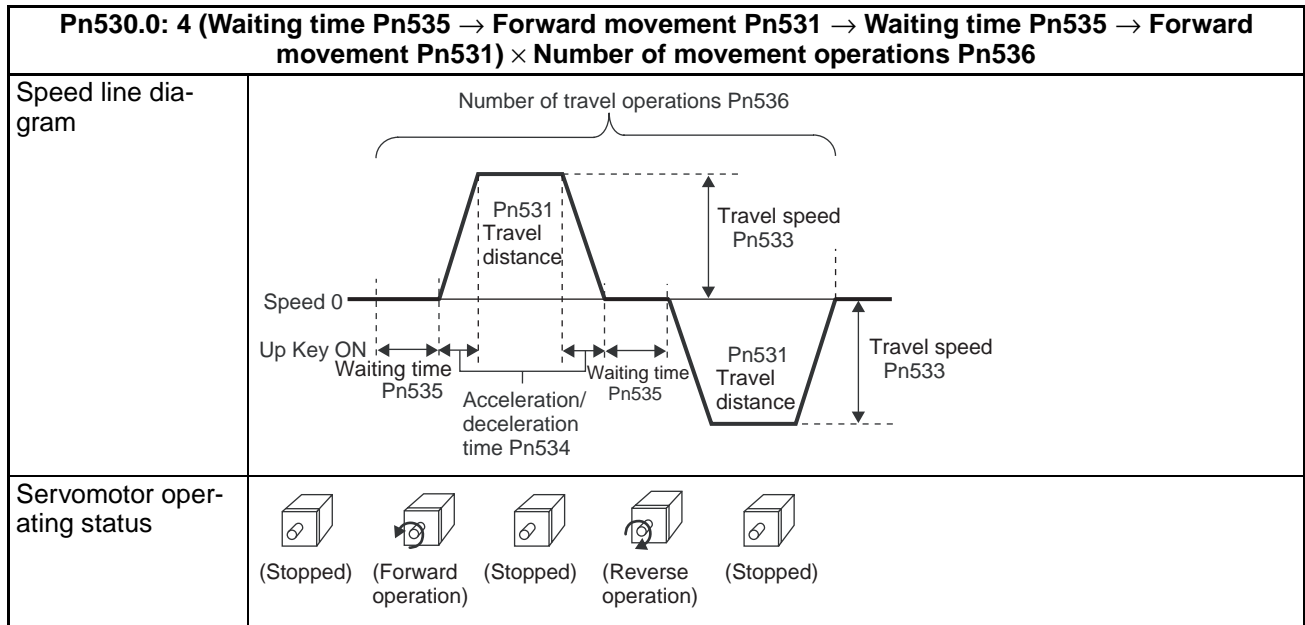 Pn530.0: 4 (Waiting time Pn535 → Forward movement Pn531 → Waiting time Pn535 → Forward
movement Pn531) × Number of movement operations Pn536
Speed line dia-
gram
Number of travel operations Pn536
Pn531
Travel
distance
Travel speed
Pn533
Speed 0
Up Key ON
Waiting time
Pn535
Acceleration/
deceleration
time Pn534
Waiting time
Pn535
Pn531
Travel
distance
Travel speed
Pn533
Servomotor oper-
ating status
(Stopped)
(Forward
operation)
(Stopped)
(Reverse
operation)
(Stopped)